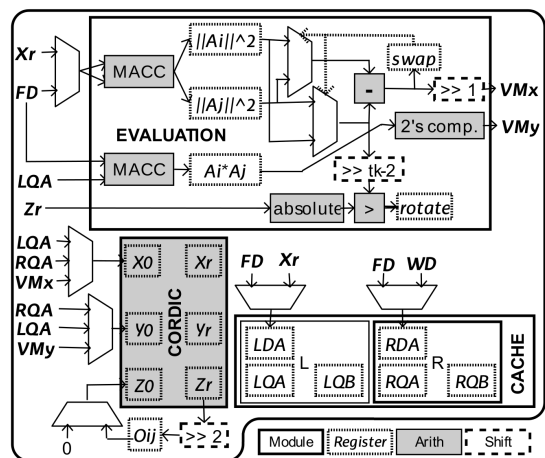 Xr
FD
LQA
Zr
MACC
||Ai||^2
||Aj||^2
swap
-
>> 1
VMx
VMy
EVALUATION
2's comp.
MACC
Ai*Aj
>> tk-2
absolute
>
rotate
LQA
RQA
VMx
RQA
LQA
VMy
X0
Xr
Y0
Yr
CORDIC
Z0
Zr
0
Oij
>> 2
FD
Xr
FD
WD
LDA
L
LQA
LQB
RDA
R
RQA
RQB
CACHE
Module
Register
Arith
Shift